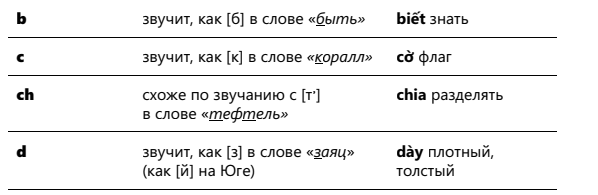 b звучит, как [б] в слове «быть» biết знать
c звучит, как [к] в слове «коралл» cờ флаг
ch схоже по звучанию с [т'] chia разделять
в слове «тефтель»
d звучит, как [з] в слове «заяц» dày плотный,
(как [й] на Юге) толстый